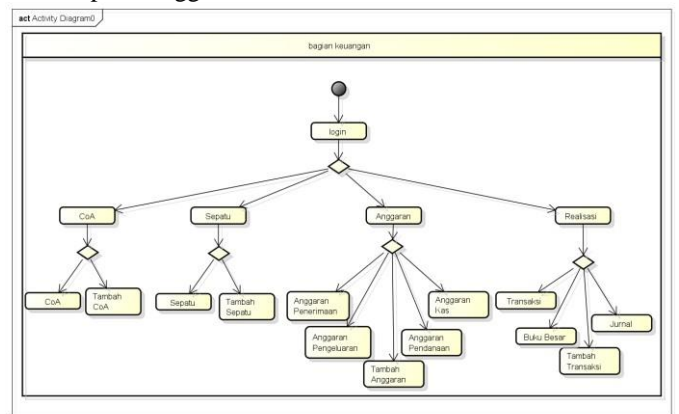 act Activity Diagram0
bagian keuangan
login
CoA
Sepatu
Anggaran
Realisasi
CoA
Tambah
CoA
Sepatu
Tambah
Sepatu
Anggaran
Penerimaan
Anggaran
Pengeluaran
Tambah
Anggaran
Anggaran
Pendanaan
Anggaran
Kas
Transaksi
Buku Besar
Tambah
Transaksi
Jurnal